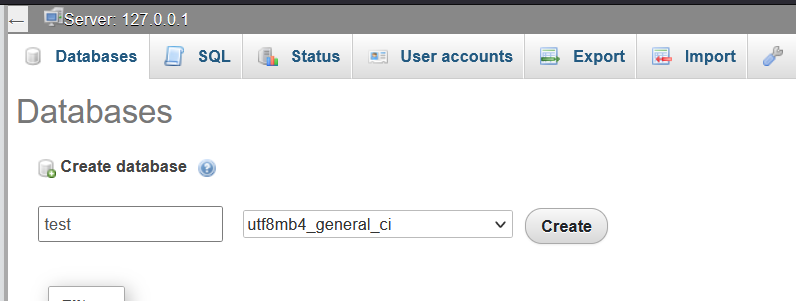 Server: 127.0.0.1
Databases SQL Status User accounts Export Import
Databases
Create database
test utf8mb4_general_ci Create